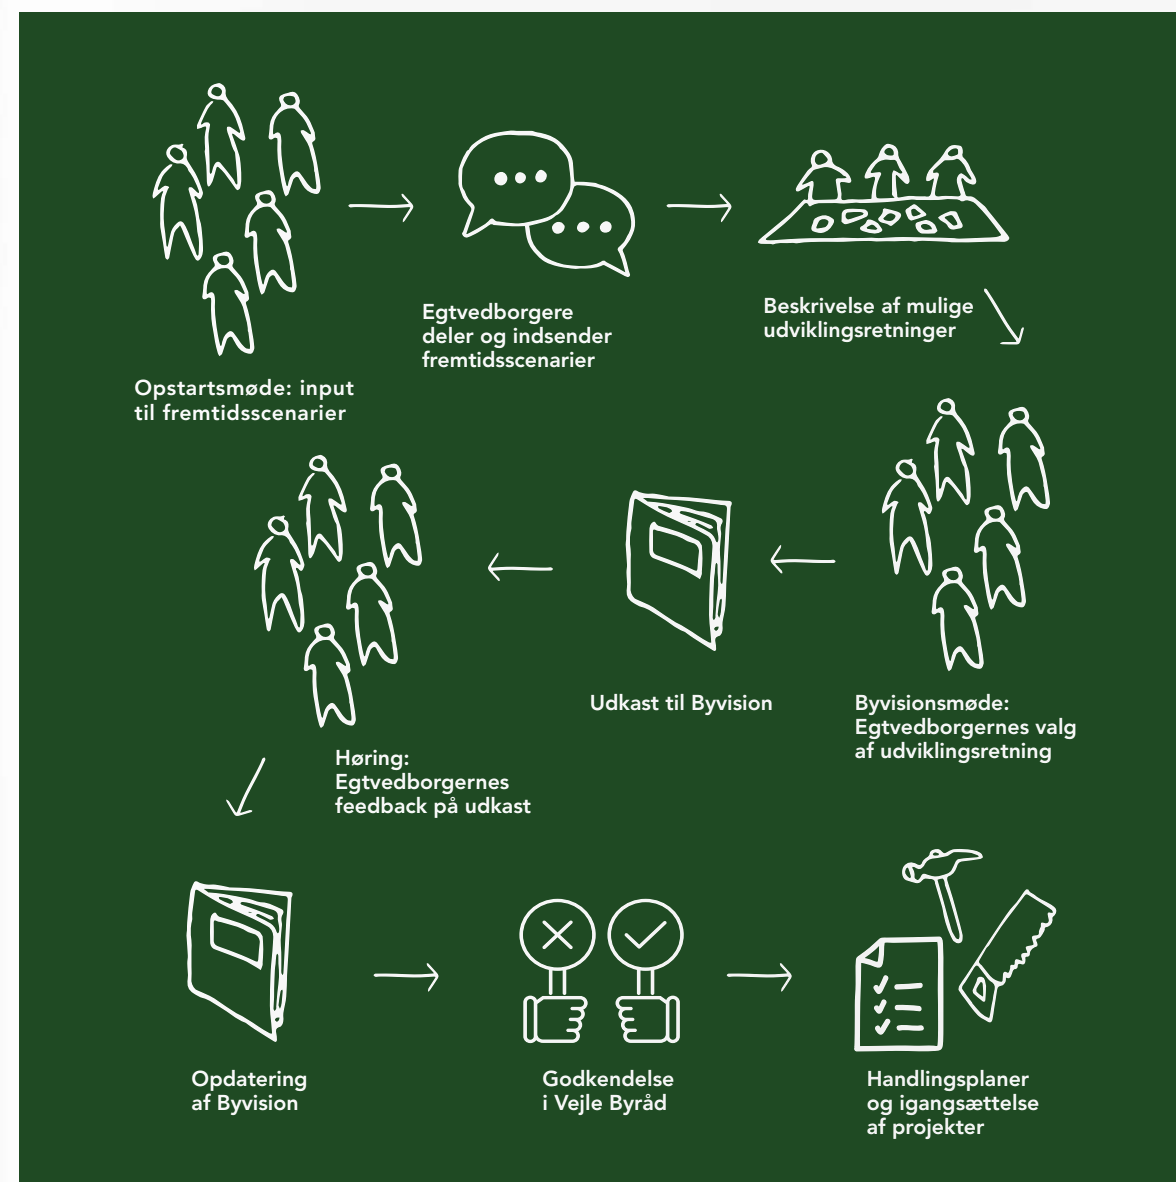 Opstartsmøde: input
til fremtidsscenarier
Egtvedborgere
deler og indsender
fremtidsscenarier
Beskrivelse af mulige
udviklingsretninger
Byvisionsmøde:
Egtvedborgernes valg
af udviklingsretning
Udkast til Byvision
Høring:
Egtvedborgernes
feedback på udkast
Opdatering
af Byvision
Godkendelse
i Vejle Byråd
Handlingsplaner
og igangsættelse
af projekter